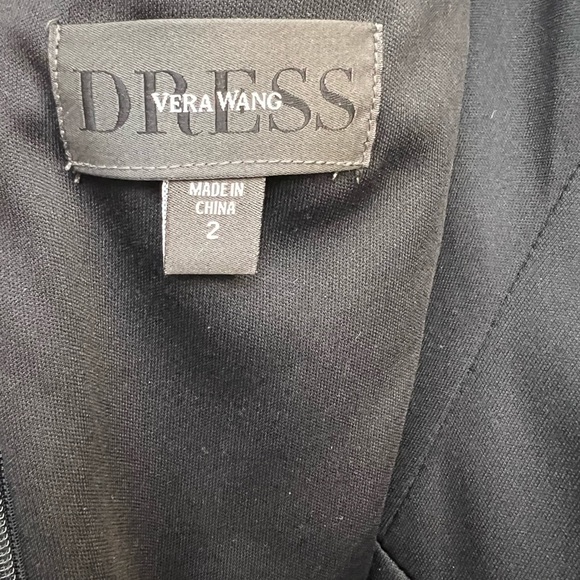 DRESS
VERA WANG
MADE IN
CHINA
2